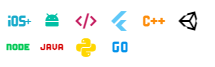 iOS+ </> C++
NODE JAVA GO